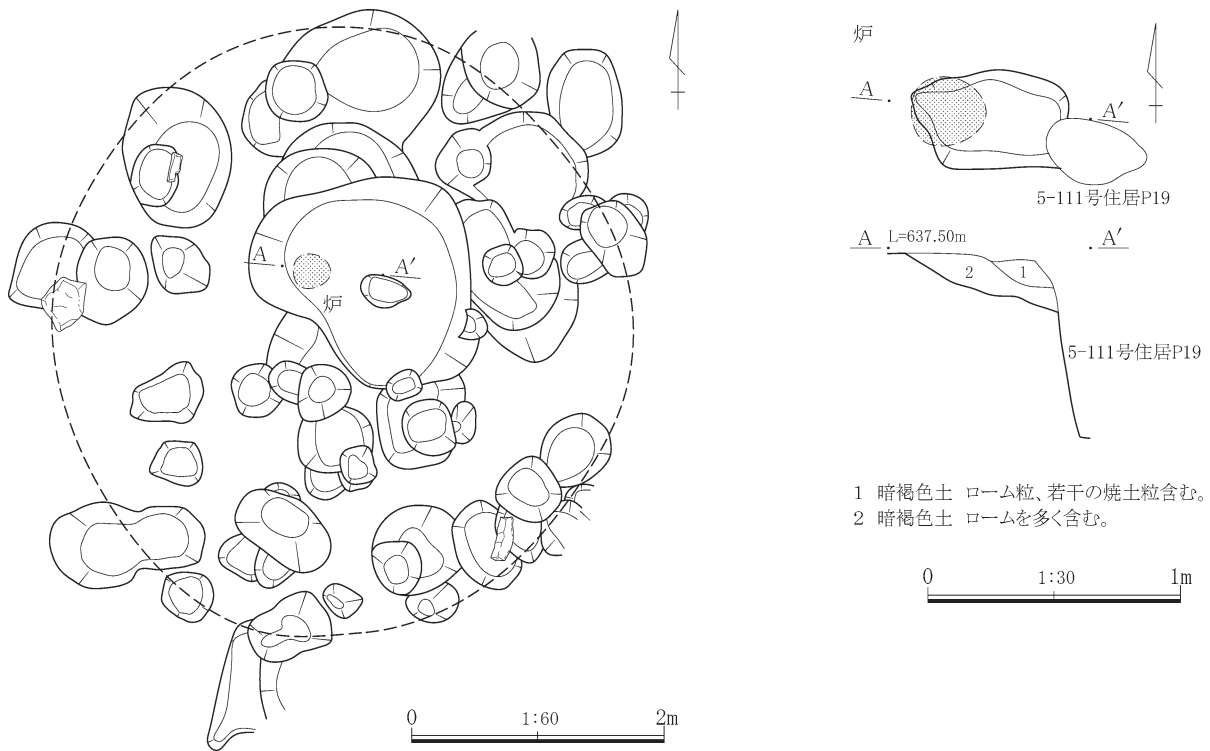 A
A′
炉
0
1:60
2m
炉
A
A′
5-111号住居P19
A
L=637.50m
A′
2
1
5-111号住居P19
1 暗褐色土 ローム粒、若干の焼土粒含む。
2 暗褐色土 ロームを多く含む。
0
1:30
1m